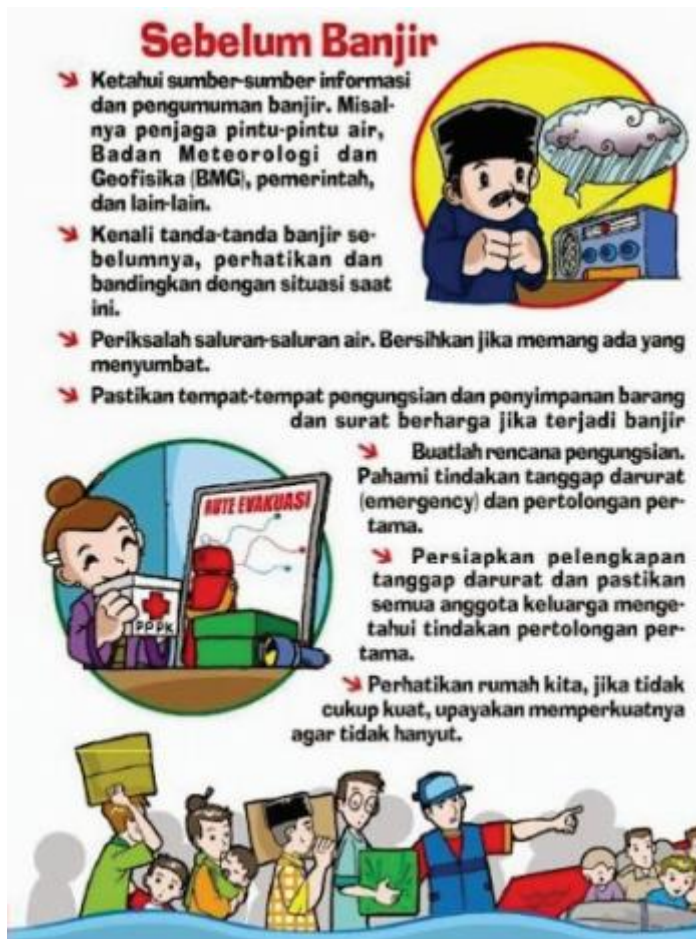 Sebelum Banjir
Ketahui sumber-sumber informasi
dan pengumuman banjir. Misal-
nya penjaga pintu-pintu air,
Badan Meteorologi dan
Geofisika (BMG), pemerintah,
dan lain-lain.
Kenali tanda-tanda banjir se-
belumnya, perhatikan dan
bandingkan dengan situasi saat
ini.
Periksalah saluran-saluran air. Bersihkan jika memang ada yang
menyumbat.
Pastikan tempat-tempat pengungsian dan penyimpanan barang
dan surat berharga jika terjadi banjir
Buatlah rencana pengungsian.
Pahami tindakan tanggap darurat
(emergency) dan pertolongan per-
tama.
Persiapkan pelengkapan
tanggap darurat dan pastikan
semua anggota keluarga menge-
tahui tindakan pertolongan per-
tama.
Perhatikan rumah kita, jika tidak
cukup kuat, upayakan memperkuatnya
agar tidak hanyut.
RUTE EVAKUASI
PPPK